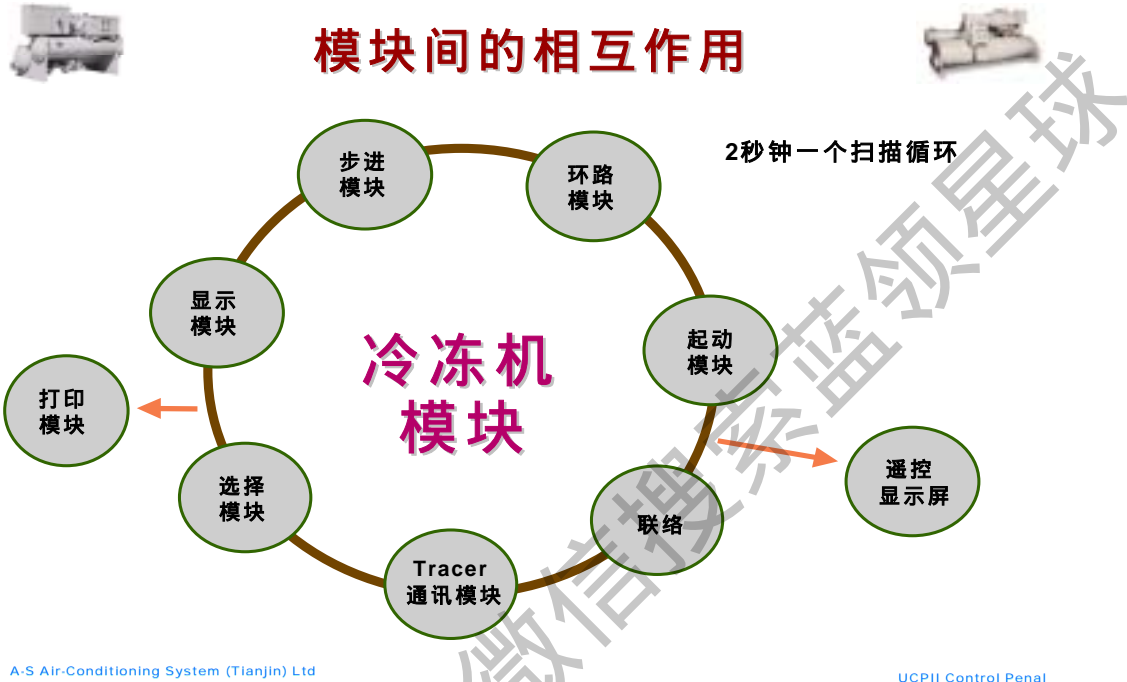 模块间的相互作用
2秒钟一个扫描循环
步进
模块
环路
模块
显示
模块
起动
模块
冷冻机
模块
打印
模块
选择
模块
遥控
显示屏
联络
Tracer
通讯模块
微信搜索蓝领星球
A-S Air-Conditioning System (Tianjin) Ltd
UCPII Control Penal